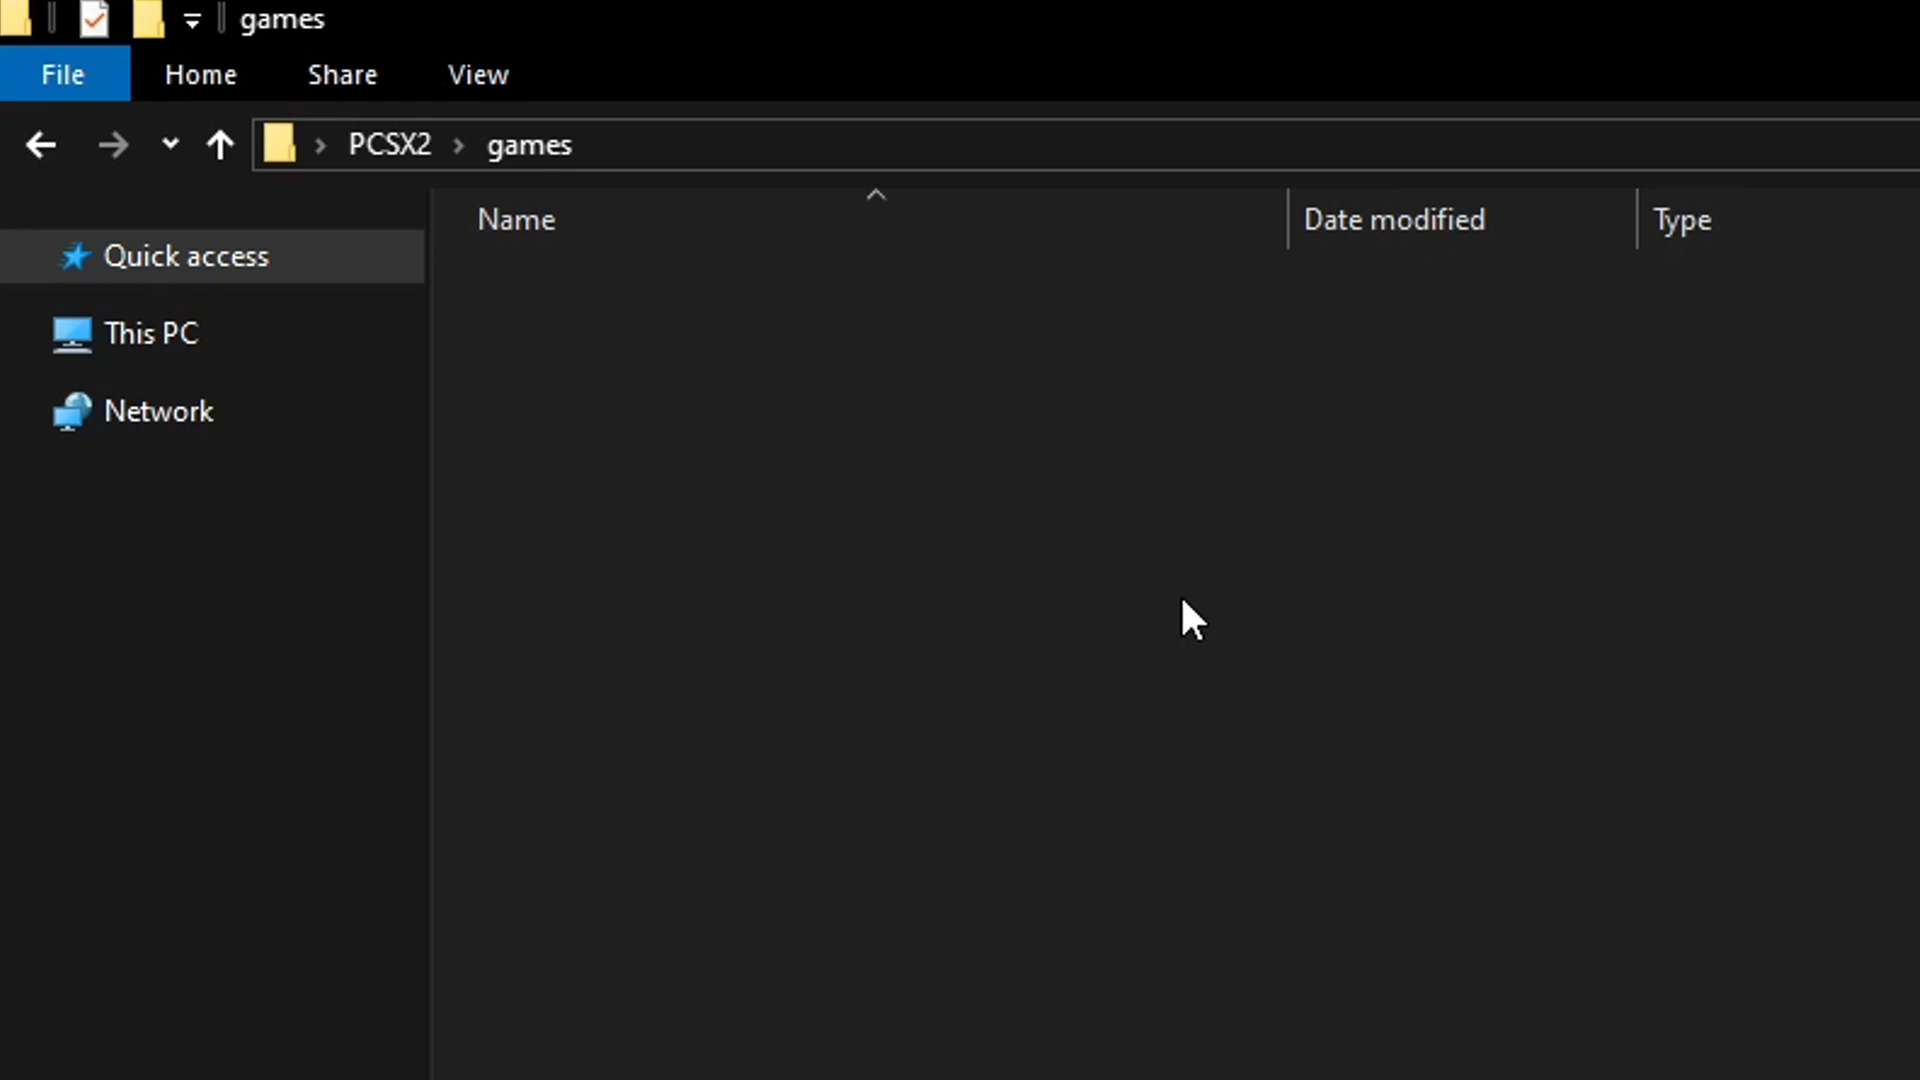 games
File Home Share View
PCSX2 games
Name Date modified Type
Quick access
This PC
Network